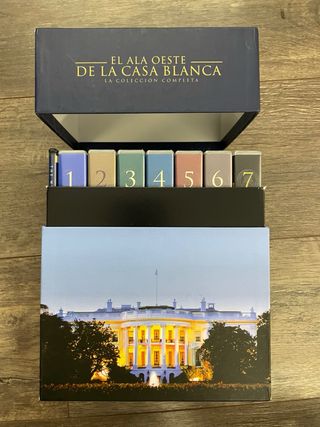 EL ALA OESTE
DE LA CASA BLANCA
LA COLECCIÓN COMPLETA
1 2 3 4 5 6 7